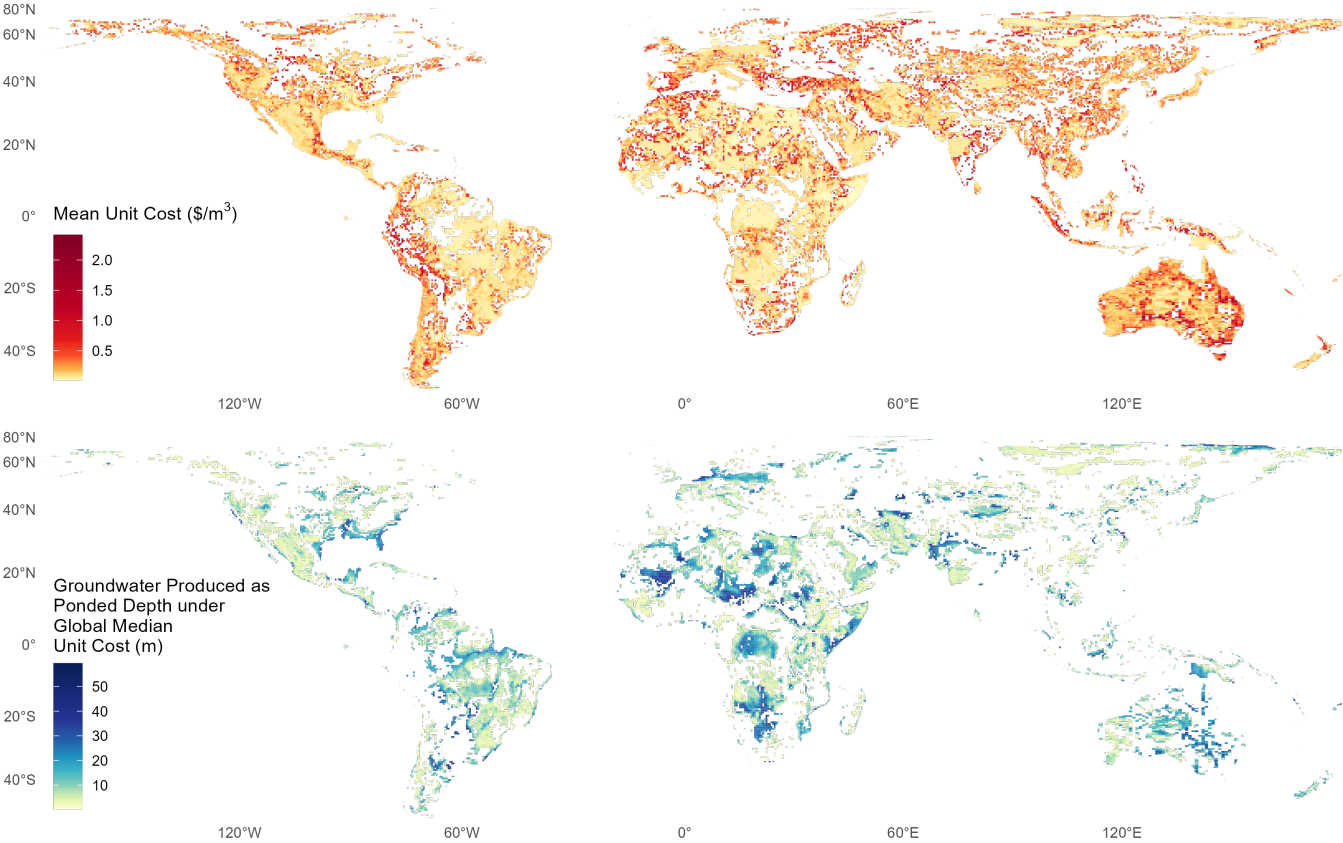 80°N
60°N
40°N
20°N
0°
20°S
40°S
Mean Unit Cost ($/m³)
2.0
1.5
1.0
0.5
120°W 60°W 0° 60°E 120°E
80°N
60°N
40°N
20°N
0°
20°S
40°S
Groundwater Produced as
Ponded Depth under
Global Median
Unit Cost (m)
50
40
30
20
10
120°W 60°W 0° 60°E 120°E